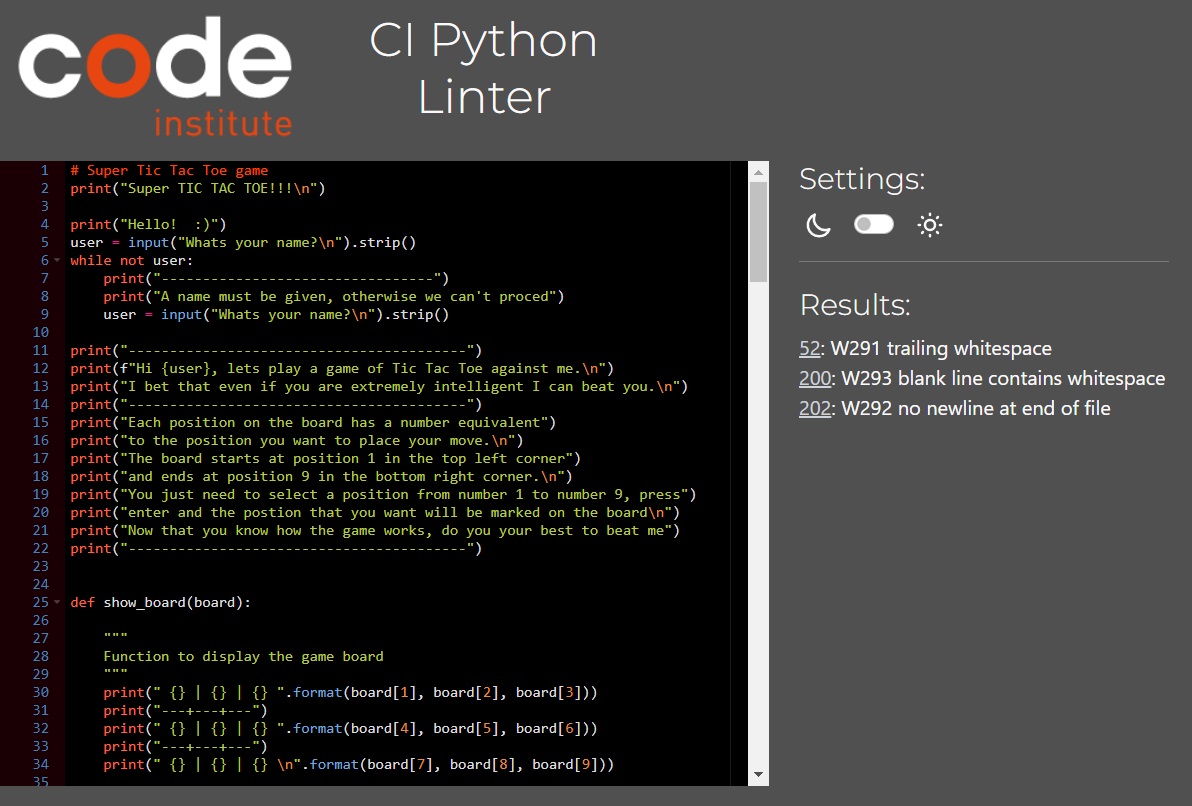 code
institute
CI Python
Linter
1 # Super Tic Tac Toe game
2 print("Super TIC TAC TOE!!!\n")
3
4 print("Hello!  :)")
5 user = input("Whats your name?\n").strip()
6 while not user:
7     print("---------------------------------")
8     print("A name must be given, otherwise we can't proced")
9     user = input("Whats your name?\n").strip()
10
11 print("-----------------------------------------")
12 print(f"Hi {user}, lets play a game of Tic Tac Toe against me.\n")
13 print("I bet that even if you are extremely intelligent I can beat you.\n")
14 print("-----------------------------------------")
15 print("Each position on the board has a number equivalent")
16 print("to the position you want to place your move.\n")
17 print("The board starts at position 1 in the top left corner")
18 print("and ends at position 9 in the bottom right corner.\n")
19 print("You just need to select a position from number 1 to number 9, press")
20 print("enter and the postion that you want will be marked on the board\n")
21 print("Now that you know how the game works, do you your best to beat me")
22 print("-----------------------------------------")
23
24
25 def show_board(board):
26
27     """
28     Function to display the game board
29     """
30     print(" {} | {} | {} ".format(board[1], board[2], board[3]))
31     print("---+---+---")
32     print(" {} | {} | {} ".format(board[4], board[5], board[6]))
33     print("---+---+---")
34     print(" {} | {} | {} \n".format(board[7], board[8], board[9]))
35
Settings:
Results:
52: W291 trailing whitespace
200: W293 blank line contains whitespace
202: W292 no newline at end of file